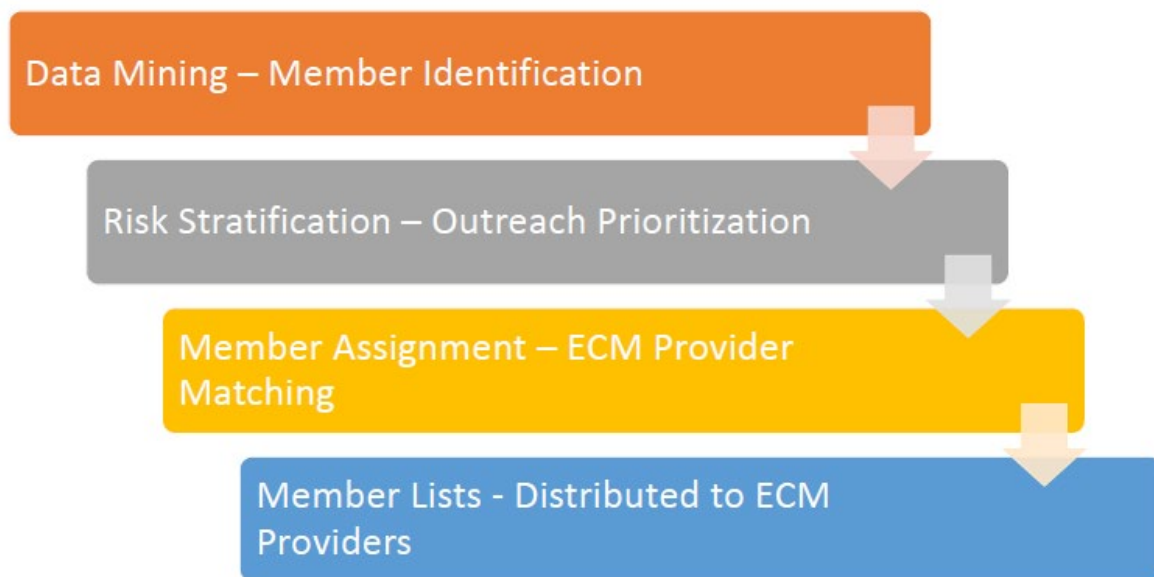 Data Mining – Member Identification
Risk Stratification – Outreach Prioritization
Member Assignment – ECM Provider
Matching
Member Lists - Distributed to ECM
Providers